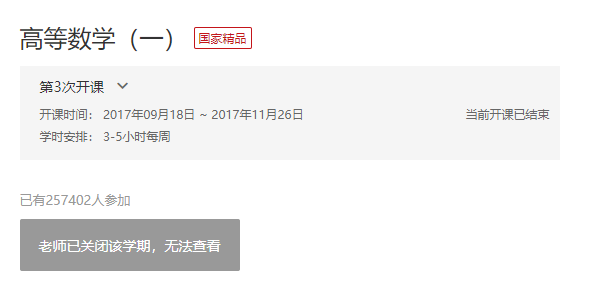 高等数学（一） 国家精品
第3次开课
开课时间： 2017年09月18日 ~ 2017年11月26日 当前开课已结束
学时安排： 3-5小时每周
已有257402人参加
老师已关闭该学期，无法查看